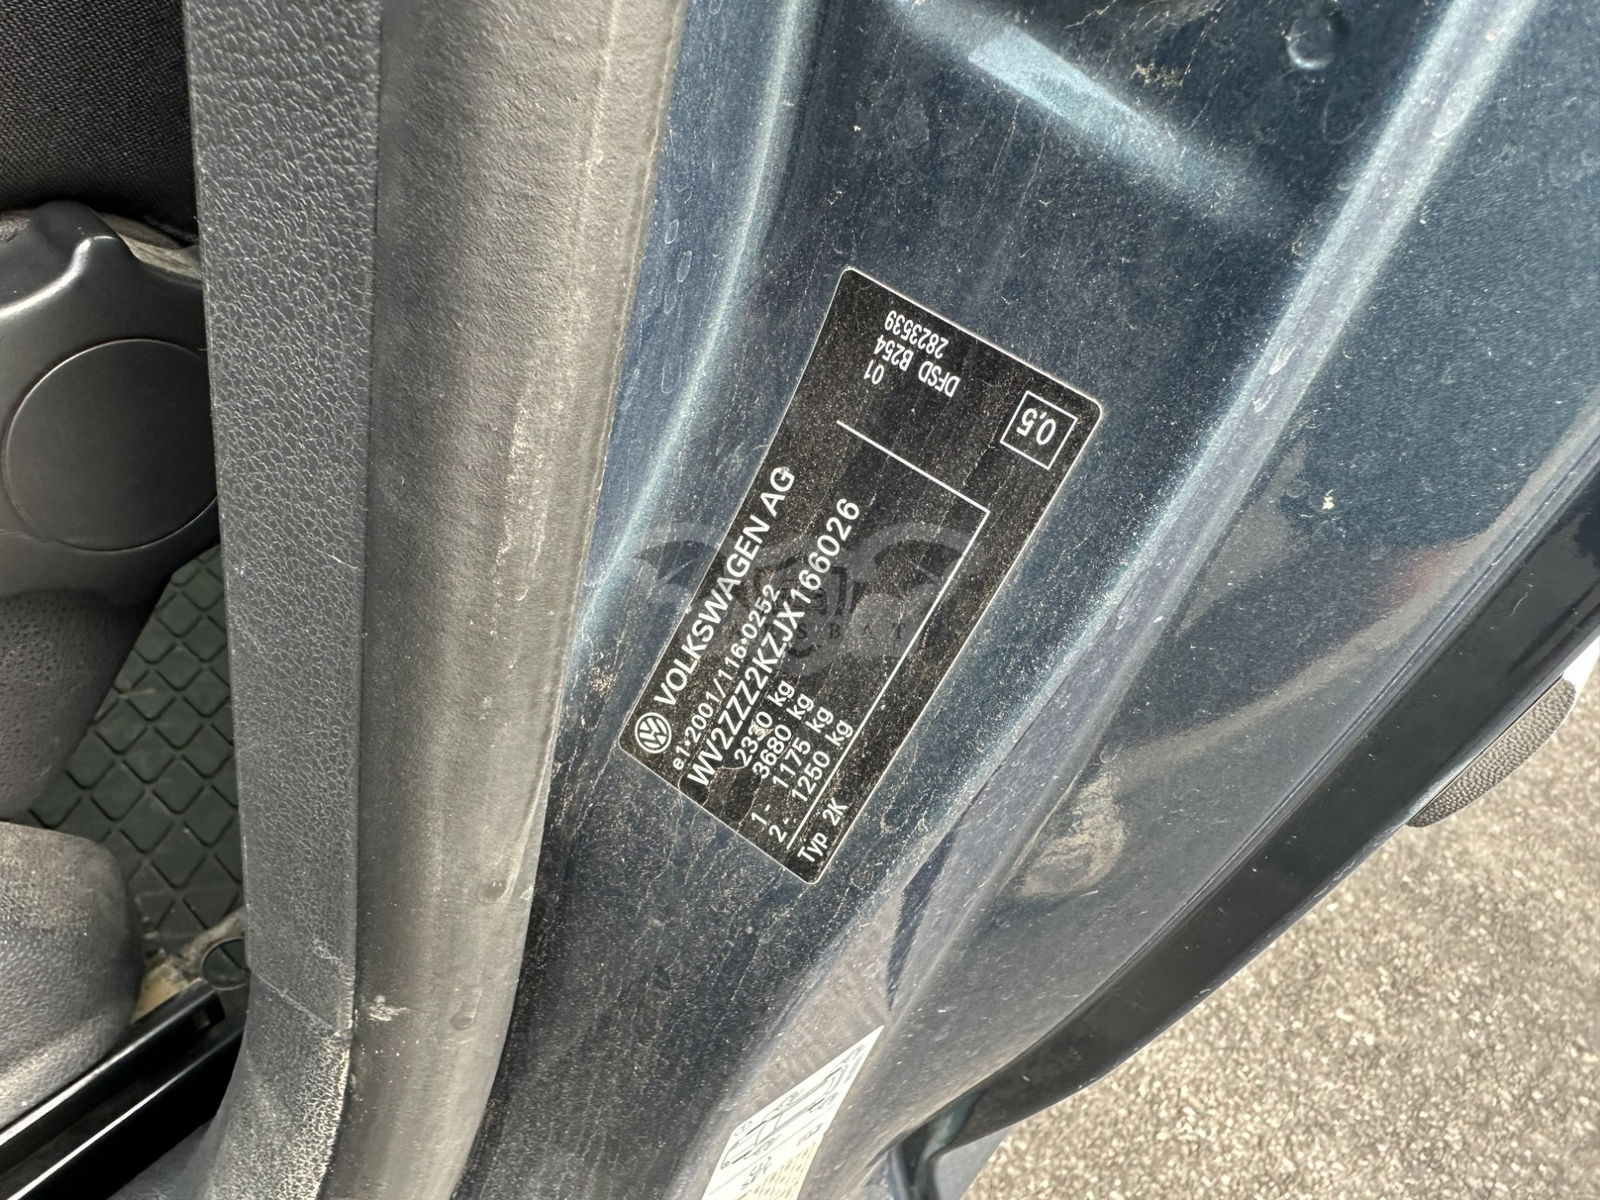 VOLKSWAGEN AG
e1*2001/116*0252
WV2ZZZ2KZJX166026
2330 kg
3680 kg
1- 1175 kg
2- 1250 kg
Typ 2K
01
DFSD B254
2823539
0,5